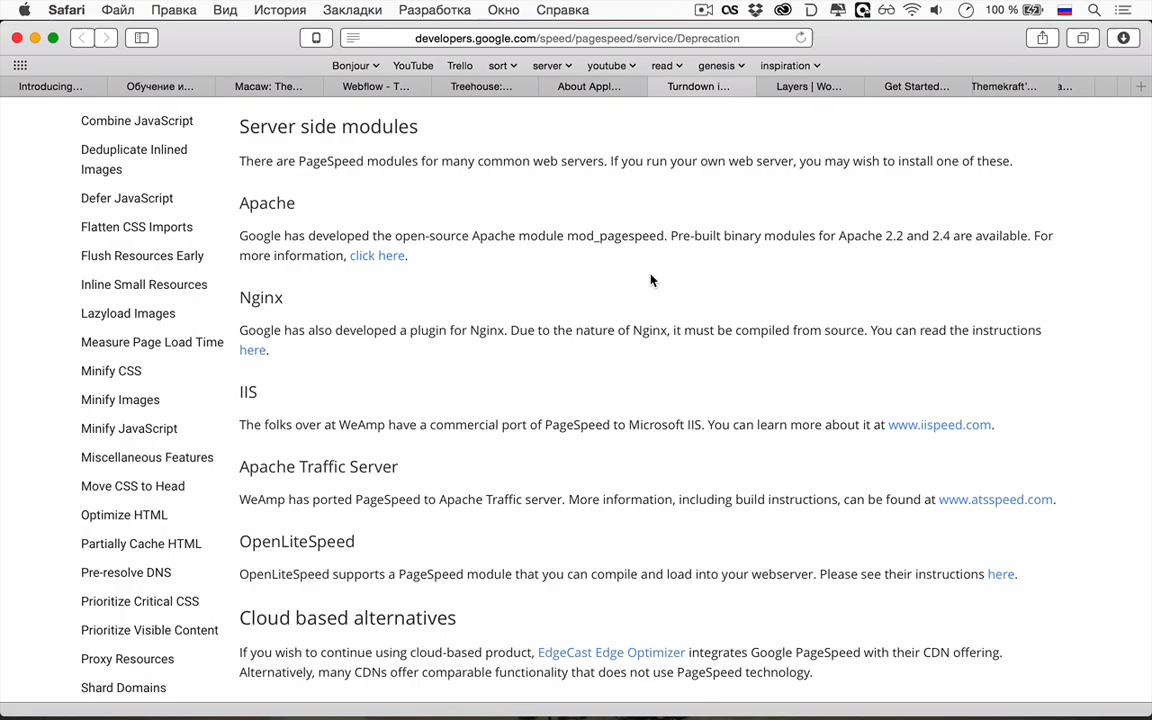 Safari Файл Правка Вид История Закладки Разработка Окно Справка 100 %
developers.google.com/speed/pagespeed/service/Deprecation
Bonjour YouTube Trello sort server youtube read genesis inspiration
Introducing... Обучение и... Macaw: The... Webflow - T... Treehouse:... About Appl... Turndown i... Layers | Wo... Get Started... Themekraft'... a...
Combine JavaScript
Deduplicate Inlined
Images
Defer JavaScript
Flatten CSS Imports
Flush Resources Early
Inline Small Resources
Lazyload Images
Measure Page Load Time
Minify CSS
Minify Images
Minify JavaScript
Miscellaneous Features
Move CSS to Head
Optimize HTML
Partially Cache HTML
Pre-resolve DNS
Prioritize Critical CSS
Prioritize Visible Content
Proxy Resources
Shard Domains
Server side modules
There are PageSpeed modules for many common web servers. If you run your own web server, you may wish to install one of these.
Apache
Google has developed the open-source Apache module mod_pagespeed. Pre-built binary modules for Apache 2.2 and 2.4 are available. For
more information, click here.
Nginx
Google has also developed a plugin for Nginx. Due to the nature of Nginx, it must be compiled from source. You can read the instructions
here.
IIS
The folks over at WeAmp have a commercial port of PageSpeed to Microsoft IIS. You can learn more about it at www.iispeed.com.
Apache Traffic Server
WeAmp has ported PageSpeed to Apache Traffic server. More information, including build instructions, can be found at www.atsspeed.com.
OpenLiteSpeed
OpenLiteSpeed supports a PageSpeed module that you can compile and load into your webserver. Please see their instructions here.
Cloud based alternatives
If you wish to continue using cloud-based product, EdgeCast Edge Optimizer integrates Google PageSpeed with their CDN offering.
Alternatively, many CDNs offer comparable functionality that does not use PageSpeed technology.